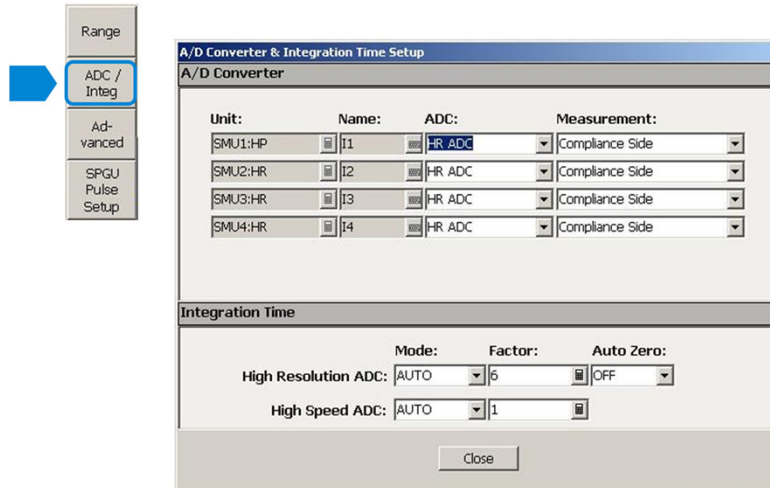 Range
ADC /
Integ
Ad-
vanced
SPGU
Pulse
Setup
A/D Converter & Integration Time Setup
A/D Converter
Unit: Name: ADC: Measurement:
SMU1:HP I1 HR ADC Compliance Side
SMU2:HR I2 HR ADC Compliance Side
SMU3:HR I3 HR ADC Compliance Side
SMU4:HR I4 HR ADC Compliance Side
Integration Time
Mode: Factor: Auto Zero:
High Resolution ADC: AUTO 6 OFF
High Speed ADC: AUTO 1
Close